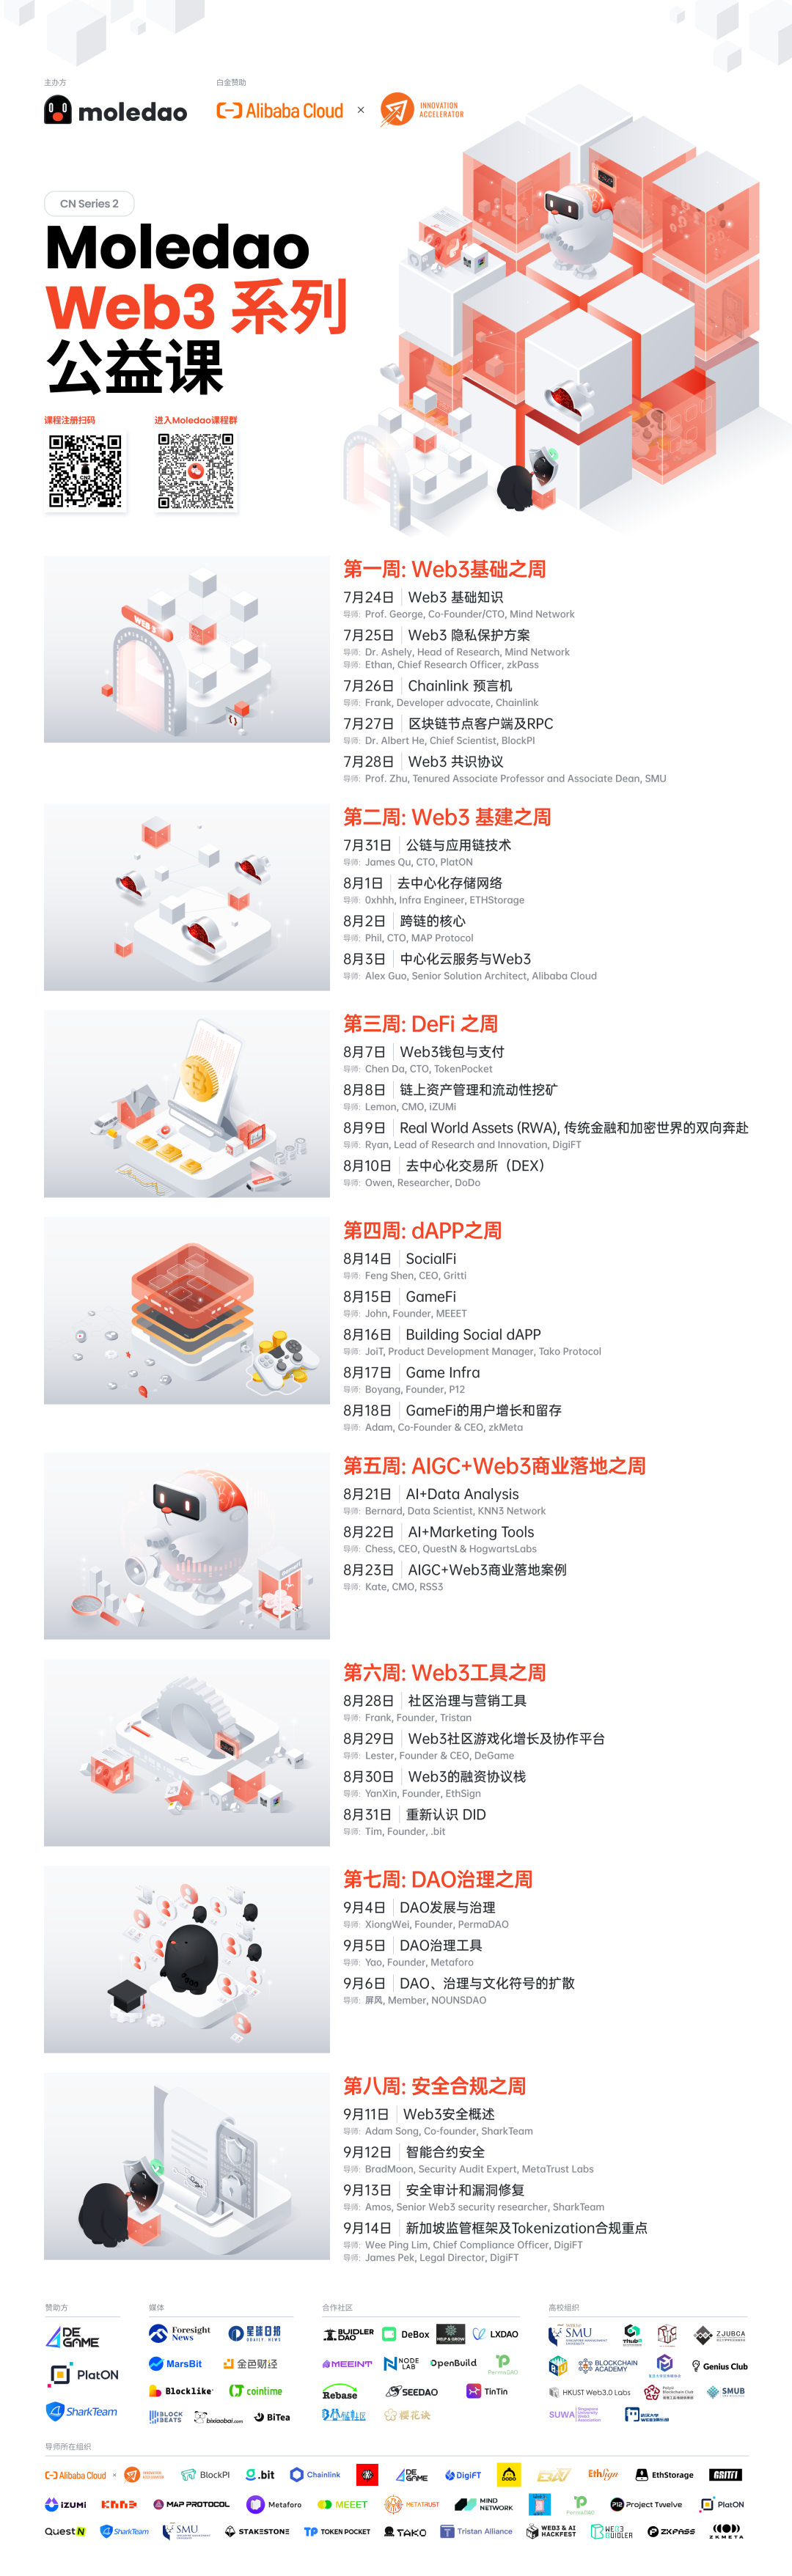 主办方
moledao
白金赞助
Alibaba Cloud × INNOVATION ACCELERATOR
CN Series 2
Moledao
Web3 系列
公益课
课程注册扫码
进入Moledao课程群
WEB 3
第一周: Web3基础之周
7月24日 | Web3 基础知识
导师: Prof. George, Co-Founder/CTO, Mind Network
7月25日 | Web3 隐私保护方案
导师: Dr. Ashely, Head of Research, Mind Network
导师: Ethan, Chief Research Officer, zkPass
7月26日 | Chainlink 预言机
导师: Frank, Developer advocate, Chainlink
7月27日 | 区块链节点客户端及RPC
导师: Dr. Albert He, Chief Scientist, BlockPI
7月28日 | Web3 共识协议
导师: Prof. Zhu, Tenured Associate Professor and Associate Dean, SMU
第二周: Web3 基建之周
7月31日 | 公链与应用链技术
导师: James Qu, CTO, PlatON
8月1日 | 去中心化存储网络
导师: 0xhhh, Infra Engineer, ETHStorage
8月2日 | 跨链的核心
导师: Phil, CTO, MAP Protocol
8月3日 | 中心化云服务与Web3
导师: Alex Guo, Senior Solution Architect, Alibaba Cloud
第三周: DeFi 之周
8月7日 | Web3钱包与支付
导师: Chen Da, CTO, TokenPocket
8月8日 | 链上资产管理和流动性挖矿
导师: Lemon, CMO, iZUMi
8月9日 | Real World Assets (RWA), 传统金融和加密世界的双向奔赴
导师: Ryan, Lead of Research and Innovation, DigiFT
8月10日 | 去中心化交易所（DEX）
导师: Owen, Researcher, DoDo
第四周: dAPP之周
8月14日 | SocialFi
导师: Feng Shen, CEO, Gritti
8月15日 | GameFi
导师: John, Founder, MEEET
8月16日 | Building Social dAPP
导师: JoiT, Product Development Manager, Tako Protocol
8月17日 | Game Infra
导师: Boyang, Founder, P12
8月18日 | GameFi的用户增长和留存
导师: Adam, Co-Founder & CEO, zkMeta
第五周: AIGC+Web3商业落地之周
8月21日 | AI+Data Analysis
导师: Bernard, Data Scientist, KNN3 Network
8月22日 | AI+Marketing Tools
导师: Chess, CEO, QuestN & HogwartsLabs
8月23日 | AIGC+Web3商业落地案例
导师: Kate, CMO, RSS3
第六周: Web3工具之周
8月28日 | 社区治理与营销工具
导师: Frank, Founder, Tristan
8月29日 | Web3社区游戏化增长及协作平台
导师: Lester, Founder & CEO, DeGame
8月30日 | Web3的融资协议栈
导师: YanXin, Founder, EthSign
8月31日 | 重新认识 DID
导师: Tim, Founder, .bit
第七周: DAO治理之周
9月4日 | DAO发展与治理
导师: XiongWei, Founder, PermaDAO
9月5日 | DAO治理工具
导师: Yao, Founder, Metaforo
9月6日 | DAO、治理与文化符号的扩散
导师: 屏风, Member, NOUNSDAO
第八周: 安全合规之周
9月11日 | Web3安全概述
导师: Adam Song, Co-founder, SharkTeam
9月12日 | 智能合约安全
导师: BradMoon, Security Audit Expert, MetaTrust Labs
9月13日 | 安全审计和漏洞修复
导师: Amos, Senior Web3 security researcher, SharkTeam
9月14日 | 新加坡监管框架及Tokenization合规重点
导师: Wee Ping Lim, Chief Compliance Officer, DigiFT
导师: James Pek, Legal Director, DigiFT
赞助方
DEGAME
PlatON
SharkTeam
媒体
Foresight News 星球日报
MarsBit 金色财经
Blocklike cointime
BLOCKBEATS bixiaobai.com BiTea
合作社区
BUIDLER DAO DeBox HELP & GROW LXDAO
MEEINT NODE LAB OpenBuild PermaDAO
Rebase SEEDAO TinTin
樱花诀
高校组织
SMU THUBA ZJUBCA
BLOCKCHAIN ACADEMY Genius Club
HKUST Web3.0 Labs SMUB
SUWA
导师所在组织
Alibaba Cloud × INNOVATION ACCELERATOR BlockPI .bit Chainlink DEGAME DigiFT DODO EthSign EthStorage GRITTI
iZUMi KNN3 MAP PROTOCOL Metaforo MEEET METATRUST MIND NETWORK PermaDAO P12 Project Twelve PlatON
QuestN SharkTeam SMU STAKESTONE TP TOKEN POCKET TAKO Tristan Alliance WEB3 & AI HACKFEST WEB3 BUIDLER ZKPASS ZKMETA